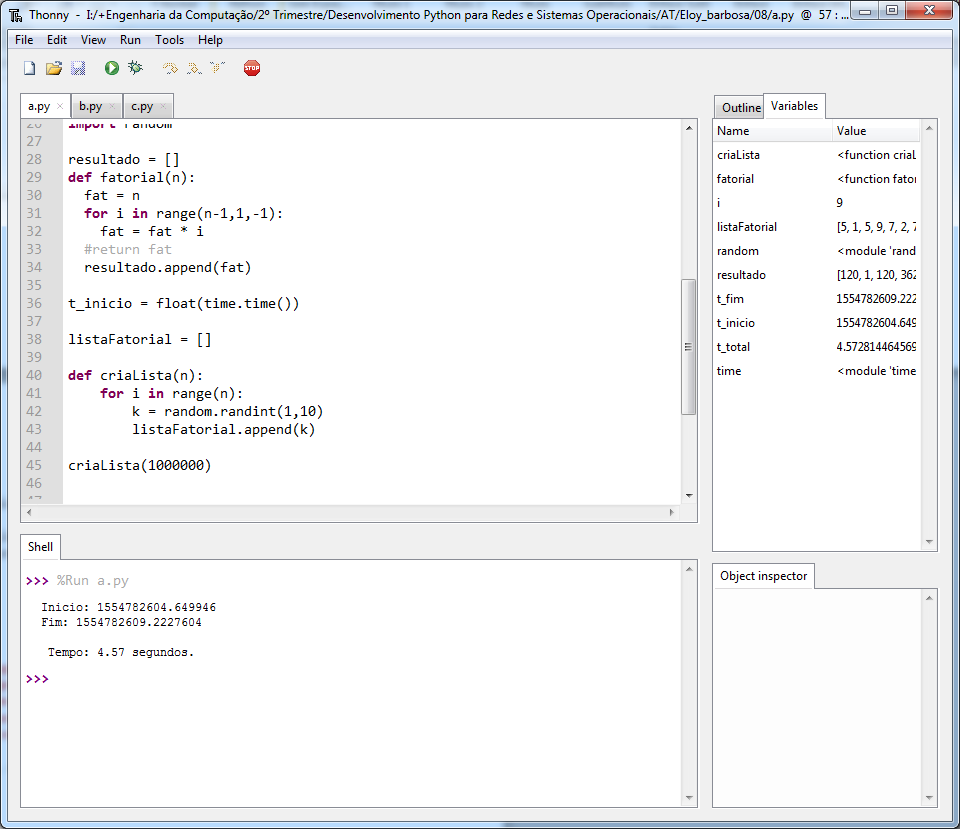 Thonny - I:/+Engenharia da Computação/2º Trimestre/Desenvolvimento Python para Redes e Sistemas Operacionais/AT/Eloy_barbosa/08/a.py @ 57 : ...
File Edit View Run Tools Help
STOP
a.py × b.py × c.py ×
26 import random
27
28 resultado = []
29 def fatorial(n):
30   fat = n
31   for i in range(n-1,1,-1):
32     fat = fat * i
33   #return fat
34   resultado.append(fat)
35
36 t_inicio = float(time.time())
37
38 listaFatorial = []
39
40 def criaLista(n):
41     for i in range(n):
42         k = random.randint(1,10)
43         listaFatorial.append(k)
44
45 criaLista(1000000)
46
47
Shell
>>> %Run a.py
Inicio: 1554782604.649946
Fim: 1554782609.2227604
Tempo: 4.57 segundos.
>>>
Outline Variables
Name Value
criaLista <function criaL
fatorial <function fator
i 9
listaFatorial [5, 1, 5, 9, 7, 2, 7
random <module 'rand
resultado [120, 1, 120, 362
t_fim 1554782609.222
t_inicio 1554782604.649
t_total 4.572814464569
time <module 'time
Object inspector